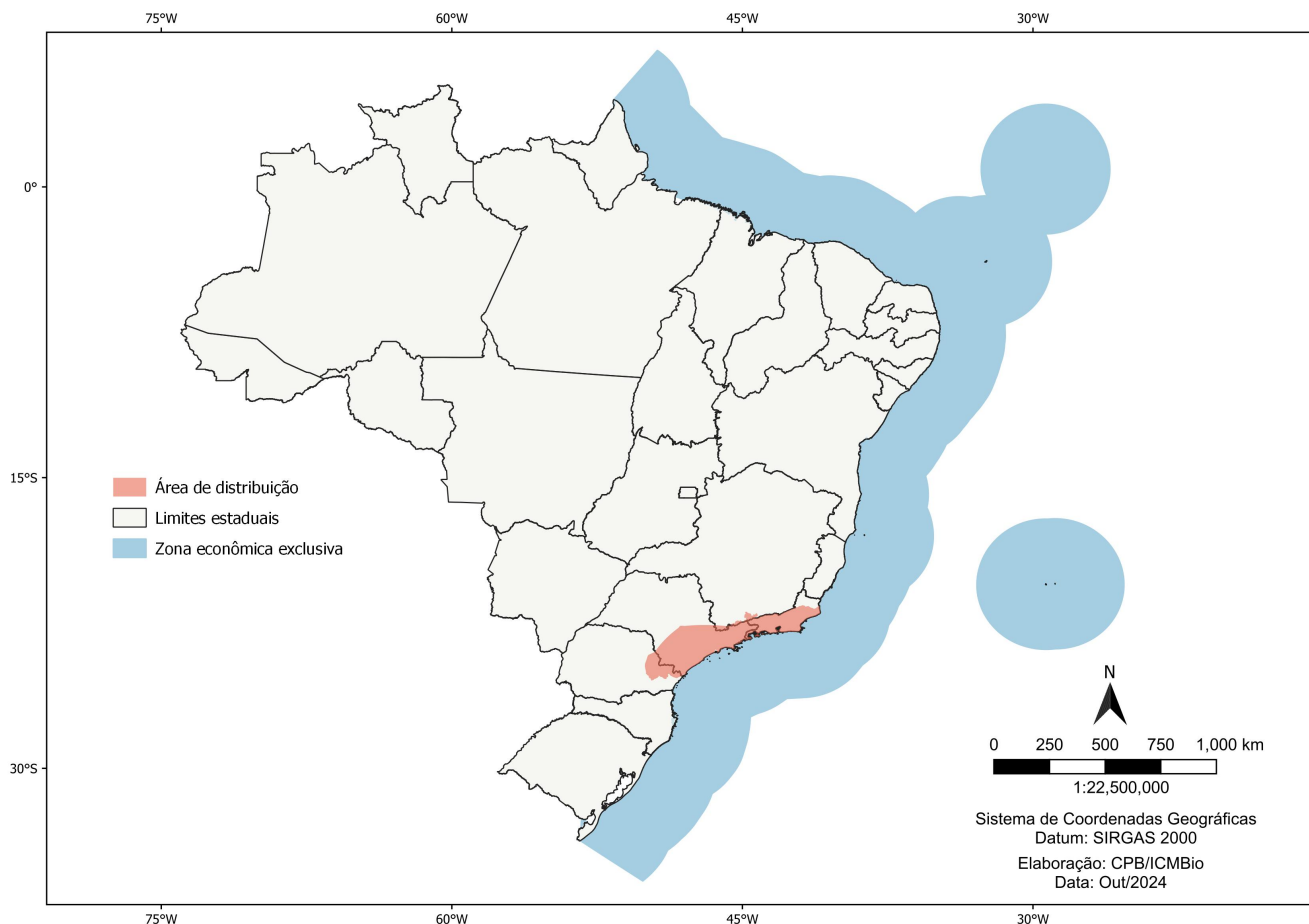 75°W
60°W
45°W
30°W
0°
15°S
30°S
Área de distribuição
Limites estaduais
Zona econômica exclusiva
N
0 250 500 750 1,000 km
1:22,500,000
Sistema de Coordenadas Geográficas
Datum: SIRGAS 2000
Elaboração: CPB/ICMBio
Data: Out/2024
75°W
60°W
45°W
30°W